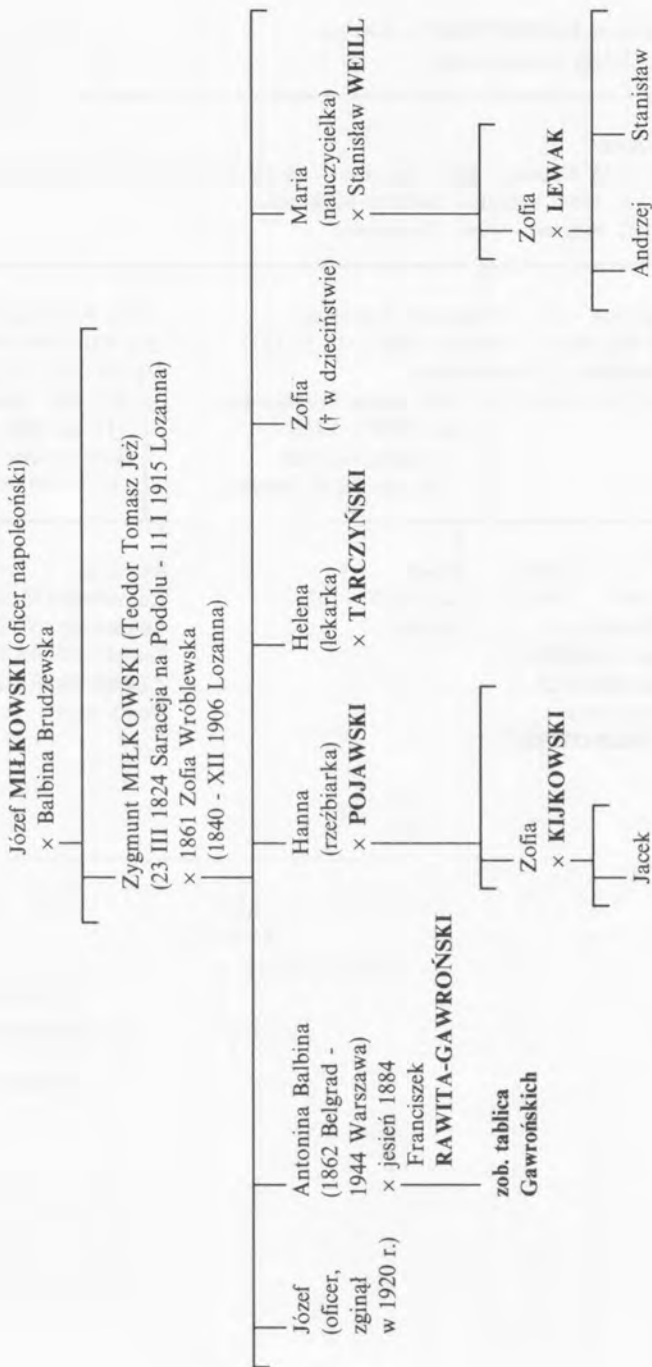 Józef MIŁKOWSKI (oficer napoleoński)
× Balbina Brudzewska
Zygmunt MIŁKOWSKI (Teodor Tomasz Jeż)
(23 III 1824 Saraceja na Podolu - 11 I 1915 Lozanna)
× 1861 Zofia Wróblewska
(1840 - XII 1906 Lozanna)
Józef
(oficer,
zginął
w 1920 r.)
Antonina Balbina
(1862 Belgrad -
1944 Warszawa)
× jesień 1884
Franciszek
RAWITA-GAWROŃSKI
zob. tablica
Gawrońskich
Hanna
(rzeźbiarka)
× POJAWSKI
Zofia
× KIJKOWSKI
Jacek
Helena
(lekarka)
× TARCZYŃSKI
Zofia
(† w dzieciństwie)
Maria
(nauczycielka)
× Stanisław WEILL
Zofia
× LEWAK
Andrzej
Stanisław